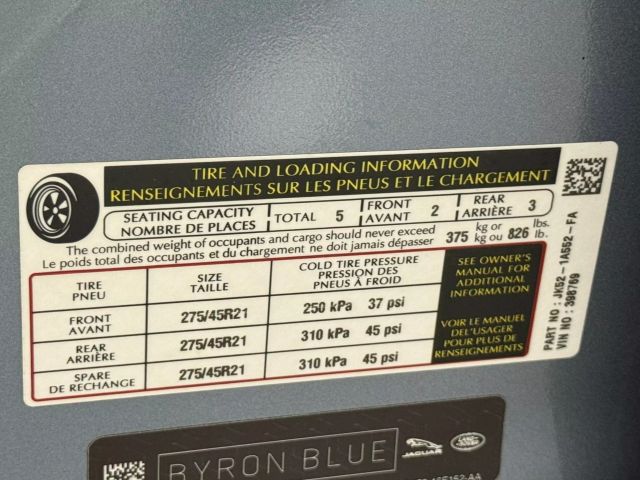 TIRE AND LOADING INFORMATION
RENSEIGNEMENTS SUR LES PNEUS ET LE CHARGEMENT
SEATING CAPACITY NOMBRE DE PLACES TOTAL 5 FRONT AVANT 2 REAR ARRIÈRE 3
The combined weight of occupants and cargo should never exceed 375 kg or 826 lbs.
Le poids total des occupants et du chargement ne doit jamais dépasser kg ou lb.
TIRE PNEU SIZE TAILLE COLD TIRE PRESSURE PRESSION DES PNEUS À FROID
FRONT AVANT 275/45R21 250 kPa 37 psi
REAR ARRIÈRE 275/45R21 310 kPa 45 psi
SPARE DE RECHANGE 275/45R21 310 kPa 45 psi
SEE OWNER'S
MANUAL FOR
ADDITIONAL
INFORMATION
VOIR LE MANUEL
DE L'USAGER
POUR PLUS DE
RENSEIGNEMENTS
PART NO : JK52-1A552-FA
VIN NO : 398769
BYRON BLUE
JAGUAR
LAND ROVER